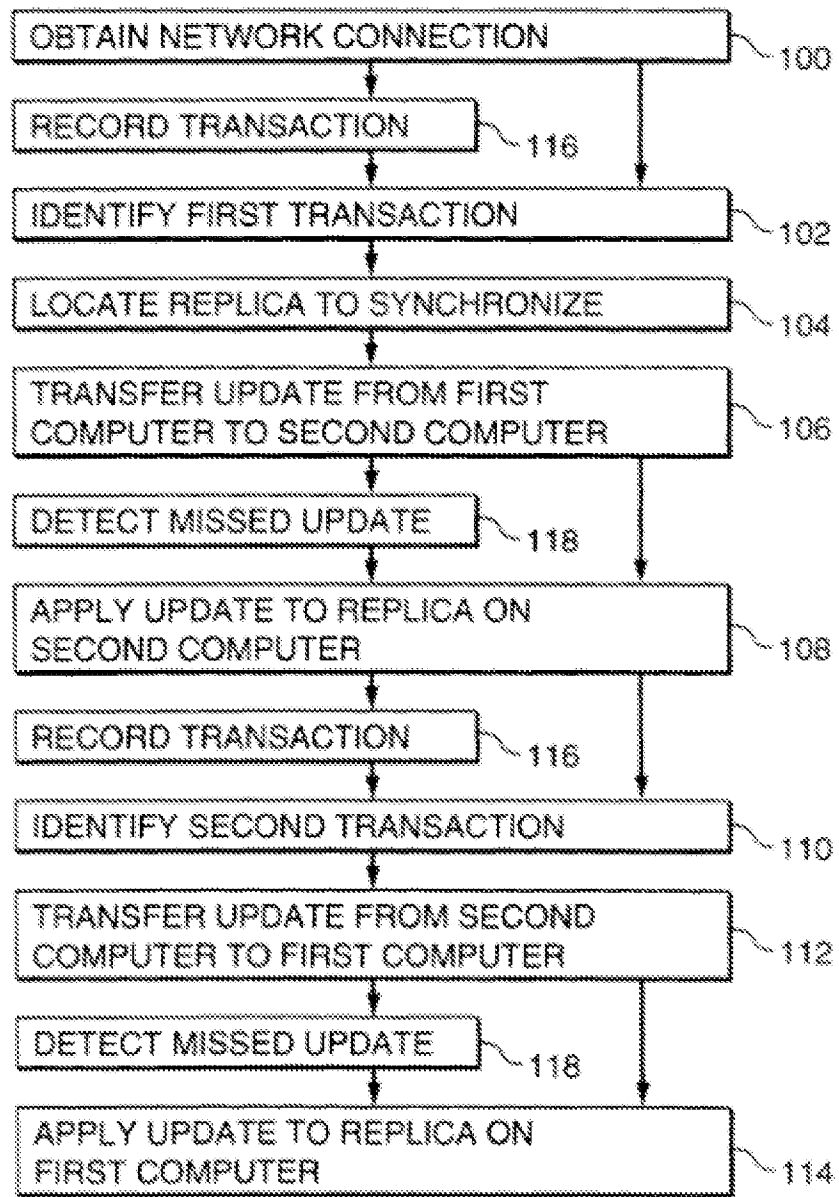 OBTAIN NETWORK CONNECTION
100
RECORD TRANSACTION
116
IDENTIFY FIRST TRANSACTION
102
LOCATE REPLICA TO SYNCHRONIZE
104
TRANSFER UPDATE FROM FIRST
COMPUTER TO SECOND COMPUTER
106
DETECT MISSED UPDATE
118
APPLY UPDATE TO REPLICA ON
SECOND COMPUTER
108
RECORD TRANSACTION
116
IDENTIFY SECOND TRANSACTION
110
TRANSFER UPDATE FROM SECOND
COMPUTER TO FIRST COMPUTER
112
DETECT MISSED UPDATE
118
APPLY UPDATE TO REPLICA ON
FIRST COMPUTER
114